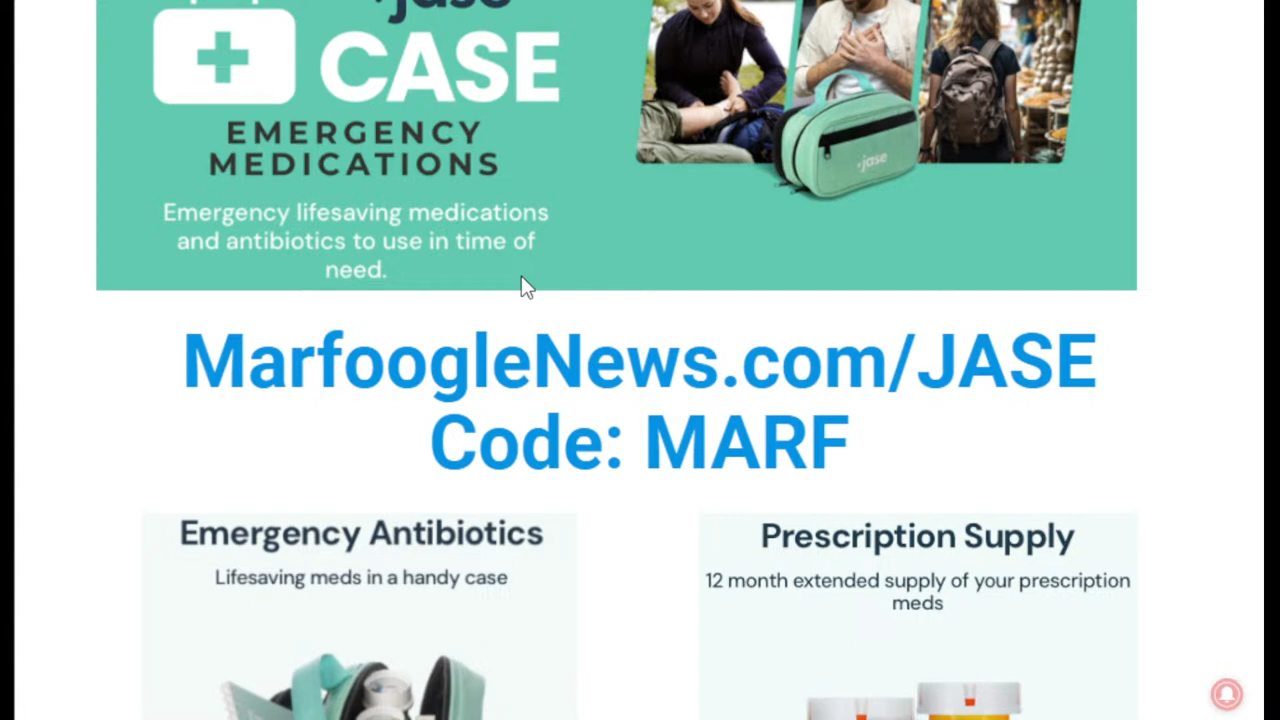 jase
CASE
EMERGENCY
MEDICATIONS
Emergency lifesaving medications
and antibiotics to use in time of
need.
jase
MarfoogleNews.com/JASE
Code: MARF
Emergency Antibiotics
Lifesaving meds in a handy case
Prescription Supply
12 month extended supply of your prescription
meds